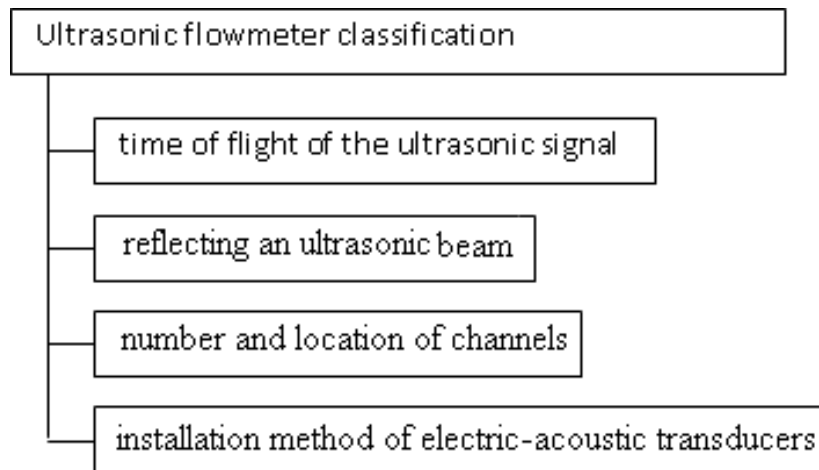 Ultrasonic flowmeter classification
time of flight of the ultrasonic signal
reflecting an ultrasonic beam
number and location of channels
installation method of electric-acoustic transducers